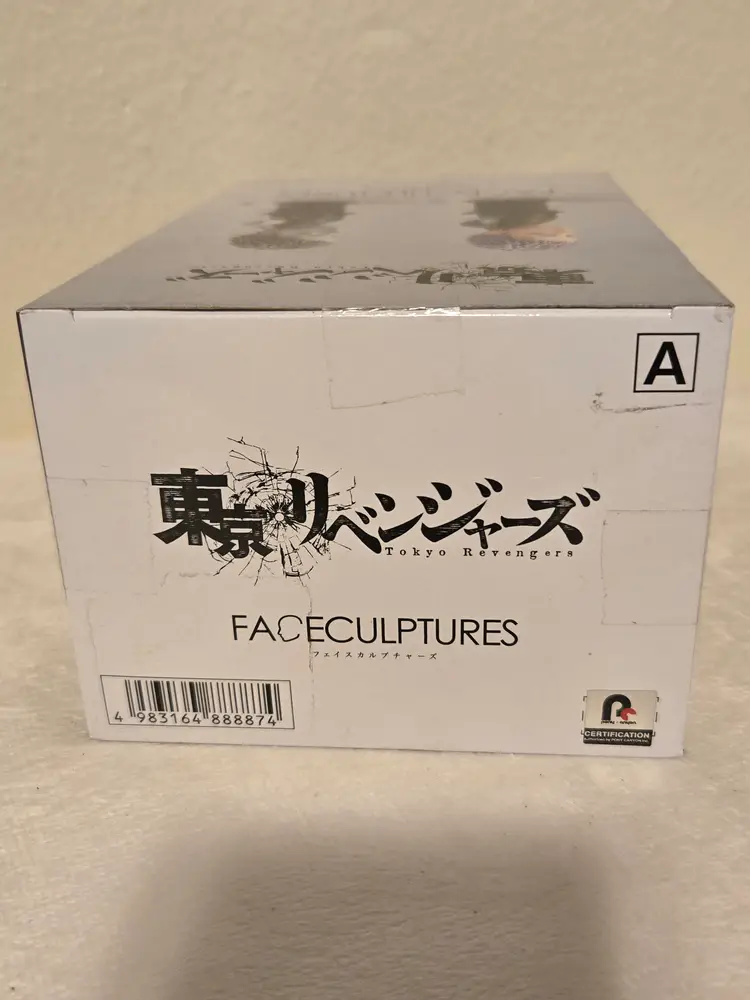 A
東京リベンジャーズ
Tokyo Revengers
FACECULPTURES
フェイスカルプチャーズ
4 983164 888874
CERTIFICATION